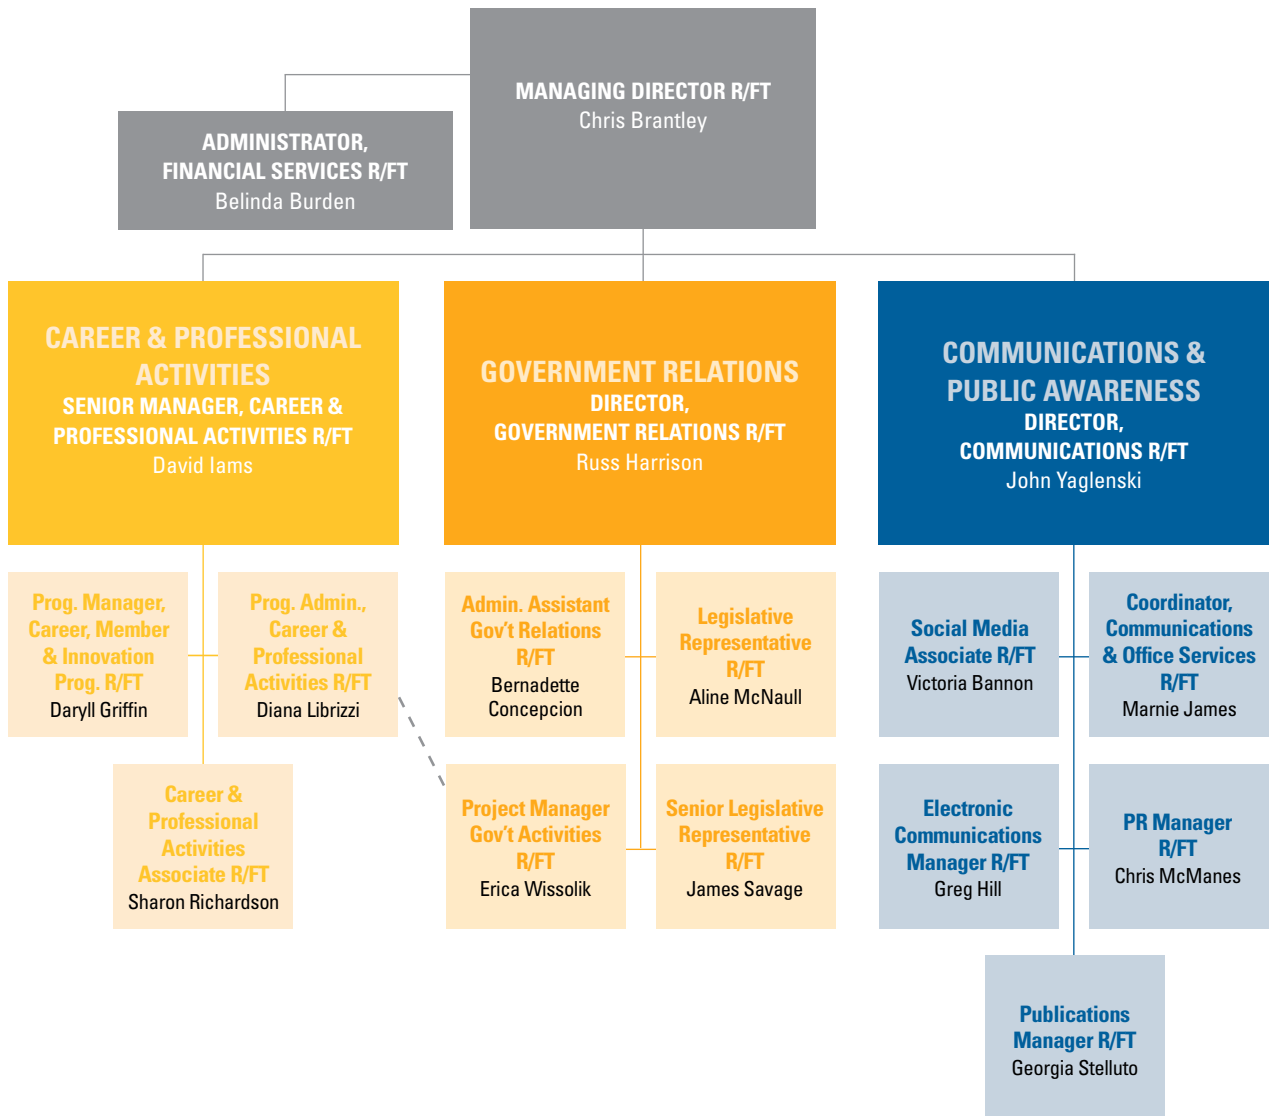 MANAGING DIRECTOR R/FT
Chris Brantley
ADMINISTRATOR,
FINANCIAL SERVICES R/FT
Belinda Burden
CAREER & PROFESSIONAL
ACTIVITIES
SENIOR MANAGER, CAREER &
PROFESSIONAL ACTIVITIES R/FT
David Iams
GOVERNMENT RELATIONS
DIRECTOR,
GOVERNMENT RELATIONS R/FT
Russ Harrison
COMMUNICATIONS &
PUBLIC AWARENESS
DIRECTOR,
COMMUNICATIONS R/FT
John Yaglenski
Prog. Manager,
Career, Member
& Innovation
Prog. R/FT
Daryll Griffin
Prog. Admin.,
Career &
Professional
Activities R/FT
Diana Librizzi
Career &
Professional
Activities
Associate R/FT
Sharon Richardson
Admin. Assistant
Gov't Relations
R/FT
Bernadette
Concepcion
Legislative
Representative
R/FT
Aline McNaull
Project Manager
Gov't Activities
R/FT
Erica Wissolik
Senior Legislative
Representative
R/FT
James Savage
Social Media
Associate R/FT
Victoria Bannon
Coordinator,
Communications
& Office Services
R/FT
Marnie James
Electronic
Communications
Manager R/FT
Greg Hill
PR Manager
R/FT
Chris McManes
Publications
Manager R/FT
Georgia Stelluto